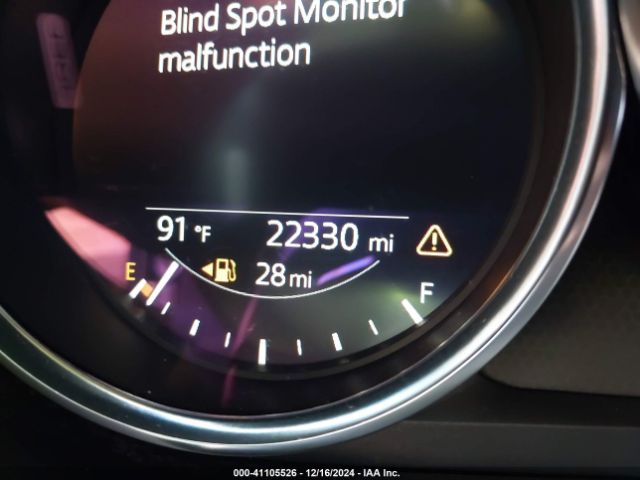 Blind Spot Monitor
malfunction
91 °F 22330 mi
E 28 mi F
000-41105526 - 12/16/2024 - IAA Inc.